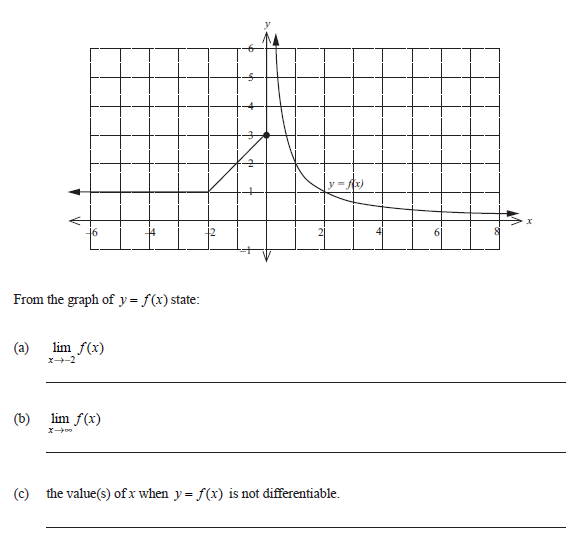 y
6
5
4
3
2
y = f(x)
1
x
-6
-4
-2
2
4
6
8
-1
From the graph of y = f(x) state:
(a) lim f(x)
x→-2
(b) lim f(x)
x→∞
(c) the value(s) of x when y = f(x) is not differentiable.